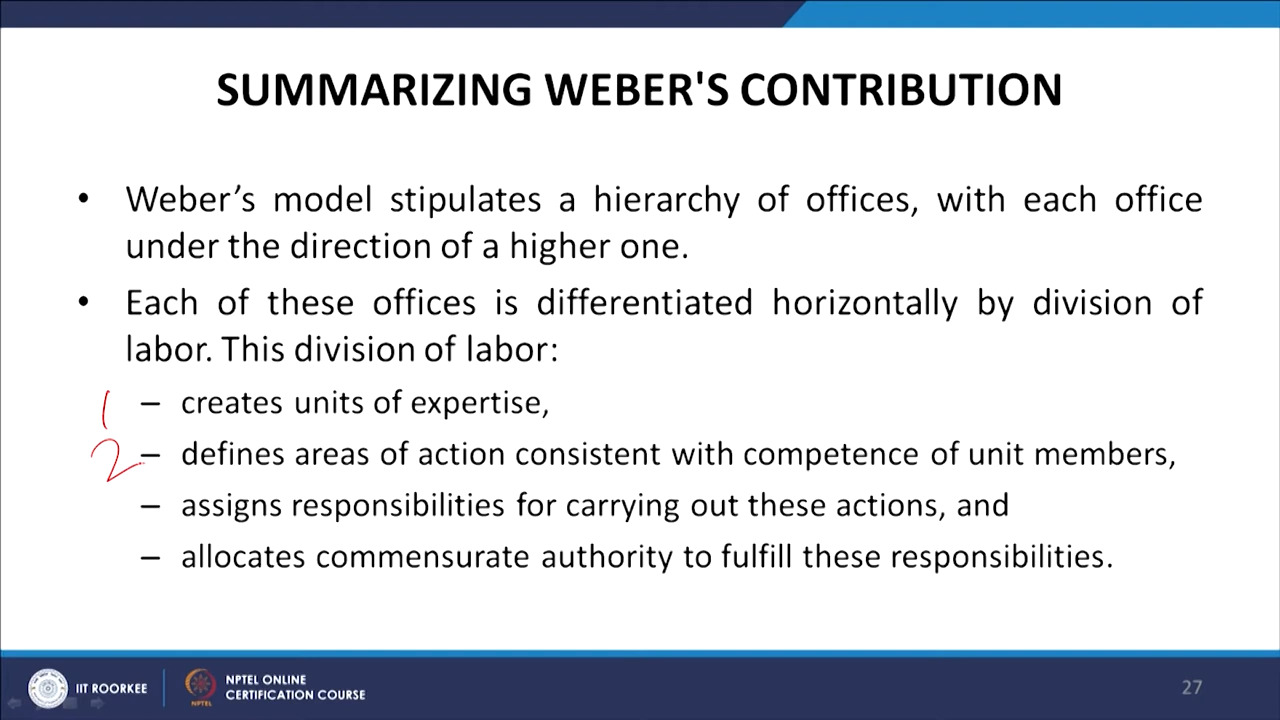 SUMMARIZING WEBER'S CONTRIBUTION
• Weber’s model stipulates a hierarchy of offices, with each office
under the direction of a higher one.
• Each of these offices is differentiated horizontally by division of
labor. This division of labor:
1 – creates units of expertise,
2 – defines areas of action consistent with competence of unit members,
– assigns responsibilities for carrying out these actions, and
– allocates commensurate authority to fulfill these responsibilities.
IIT ROORKEE
NPTEL
NPTEL ONLINE
CERTIFICATION COURSE
27